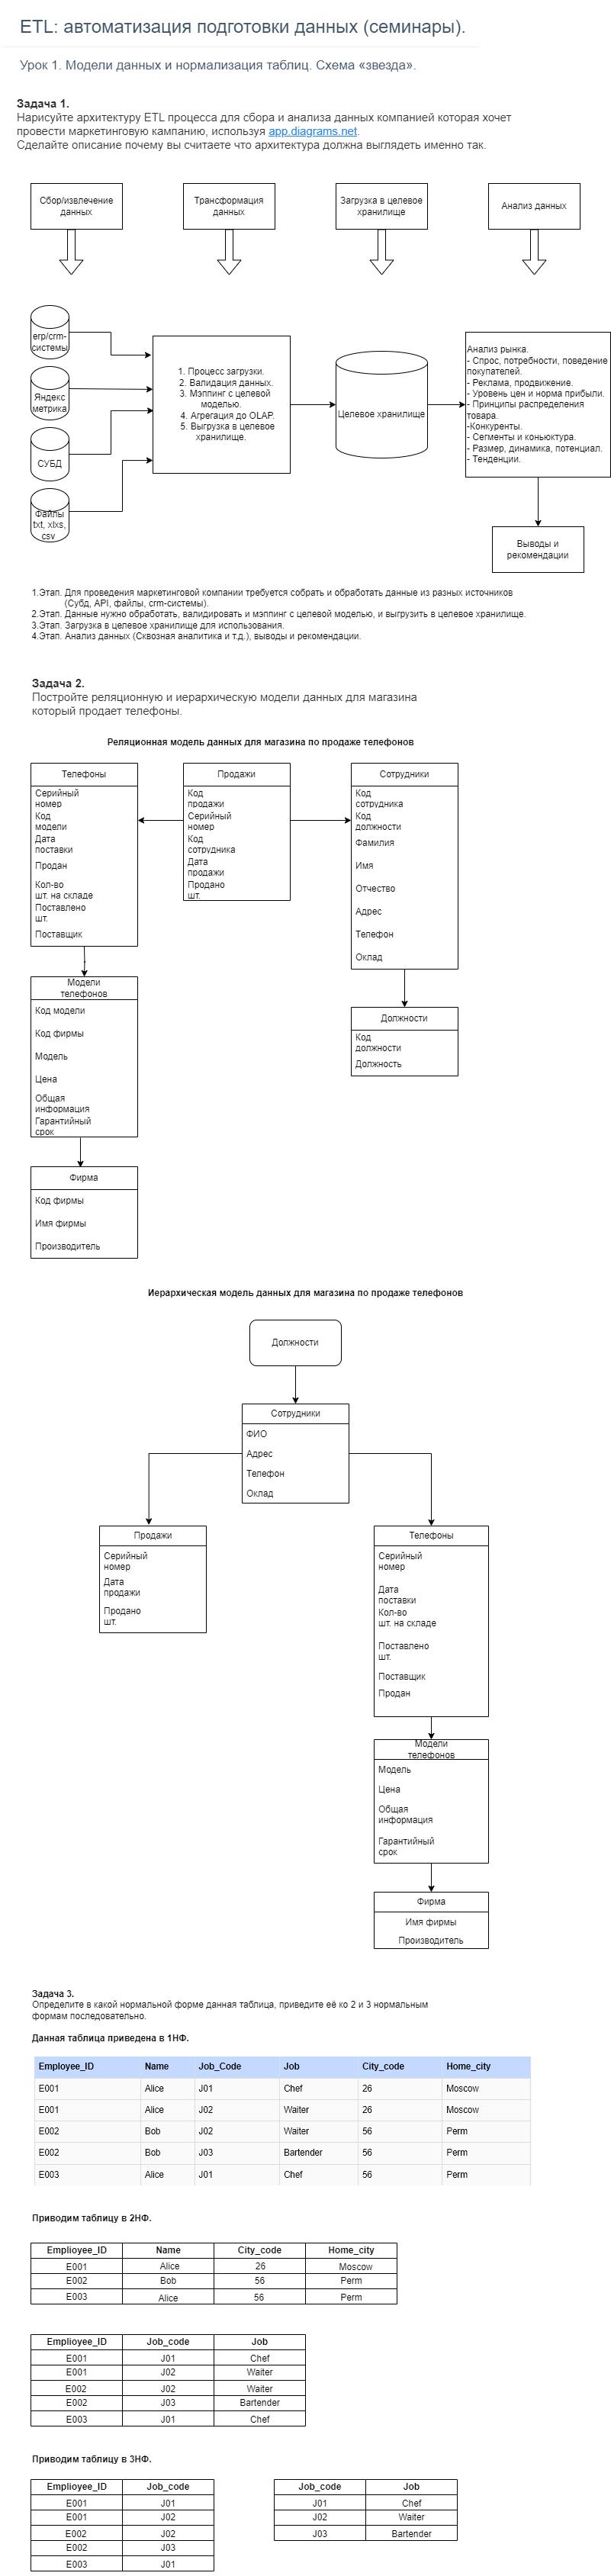 ETL: автоматизация подготовки данных (семинары).
Урок 1. Модели данных и нормализация таблиц. Схема «звезда».
Задача 1.
Нарисуйте архитектуру ETL процесса для сбора и анализа данных компанией которая хочет
провести маркетинговую кампанию, используя app.diagrams.net.
Сделайте описание почему вы считаете что архитектура должна выглядеть именно так.
Сбор/извлечение
данных
Трансформация
данных
Загрузка в целевое
хранилище
Анализ данных
erp/crm-
системы
Яндекс
метрика
СУБД
Файлы
txt, xlxs,
csv
1. Процесс загрузки.
2. Валидация данных.
3. Мэппинг с целевой
моделью.
4. Агрегация до OLAP.
5. Выгрузка в целевое
хранилище.
Целевое хранилище
Анализ рынка.
- Спрос, потребности, поведение
покупателей.
- Реклама, продвижение.
- Уровень цен и норма прибыли.
- Принципы распределения
товара.
-Конкуренты.
- Сегменты и коньюктура.
- Размер, динамика, потенциал.
- Тенденции.
Выводы и
рекомендации
1.Этап. Для проведения маркетинговой компании требуется собрать и обработать данные из разных источников
(Субд, API, файлы, crm-системы).
2.Этап. Данные нужно обработать, валидировать и мэппинг с целевой моделью, и выгрузить в целевое хранилище.
3.Этап. Загрузка в целевое хранилище для использования.
4.Этап. Анализ данных (Сквозная аналитика и т.д.), выводы и рекомендации.
Задача 2.
Постройте реляционную и иерархическую модели данных для магазина
который продает телефоны.
Реляционная модель данных для магазина по продаже телефонов
Телефоны
Серийный
номер
Код
модели
Дата
поставки
Продан
Кол-во
шт. на складе
Поставлено
шт.
Поставщик
Продажи
Код
продажи
Серийный
номер
Код
сотрудника
Дата
продажи
Продано
шт.
Сотрудники
Код
сотрудника
Код
должности
Фамилия
Имя
Отчество
Адрес
Телефон
Оклад
Модели
телефонов
Код модели
Код фирмы
Модель
Цена
Общая
информация
Гарантийный
срок
Должности
Код
должности
Должность
Фирма
Код фирмы
Имя фирмы
Производитель
Иерархическая модель данных для магазина по продаже телефонов
Должности
Сотрудники
ФИО
Адрес
Телефон
Оклад
Продажи
Серийный
номер
Дата
продажи
Продано
шт.
Телефоны
Серийный
номер
Дата
поставки
Кол-во
шт. на складе
Поставлено
шт.
Поставщик
Продан
Модели
телефонов
Модель
Цена
Общая
информация
Гарантийный
срок
Фирма
Имя фирмы
Производитель
Задача 3.
Определите в какой нормальной форме данная таблица, приведите её ко 2 и 3 нормальным
формам последовательно.
Данная таблица приведена в 1НФ.
Employee_ID Name Job_Code Job City_code Home_city
E001 Alice J01 Chef 26 Moscow
E001 Alice J02 Waiter 26 Moscow
E002 Bob J02 Waiter 56 Perm
E002 Bob J03 Bartender 56 Perm
E003 Alice J01 Chef 56 Perm
Приводим таблицу в 2НФ.
Emplioyee_ID Name City_code Home_city
E001 Alice 26 Moscow
E002 Bob 56 Perm
E003 Alice 56 Perm
Emplioyee_ID Job_code Job
E001 J01 Chef
E001 J02 Waiter
E002 J02 Waiter
E002 J03 Bartender
E003 J01 Chef
Приводим таблицу в 3НФ.
Emplioyee_ID Job_code
E001 J01
E001 J02
E002 J02
E002 J03
E003 J01
Job_code Job
J01 Chef
J02 Waiter
J03 Bartender